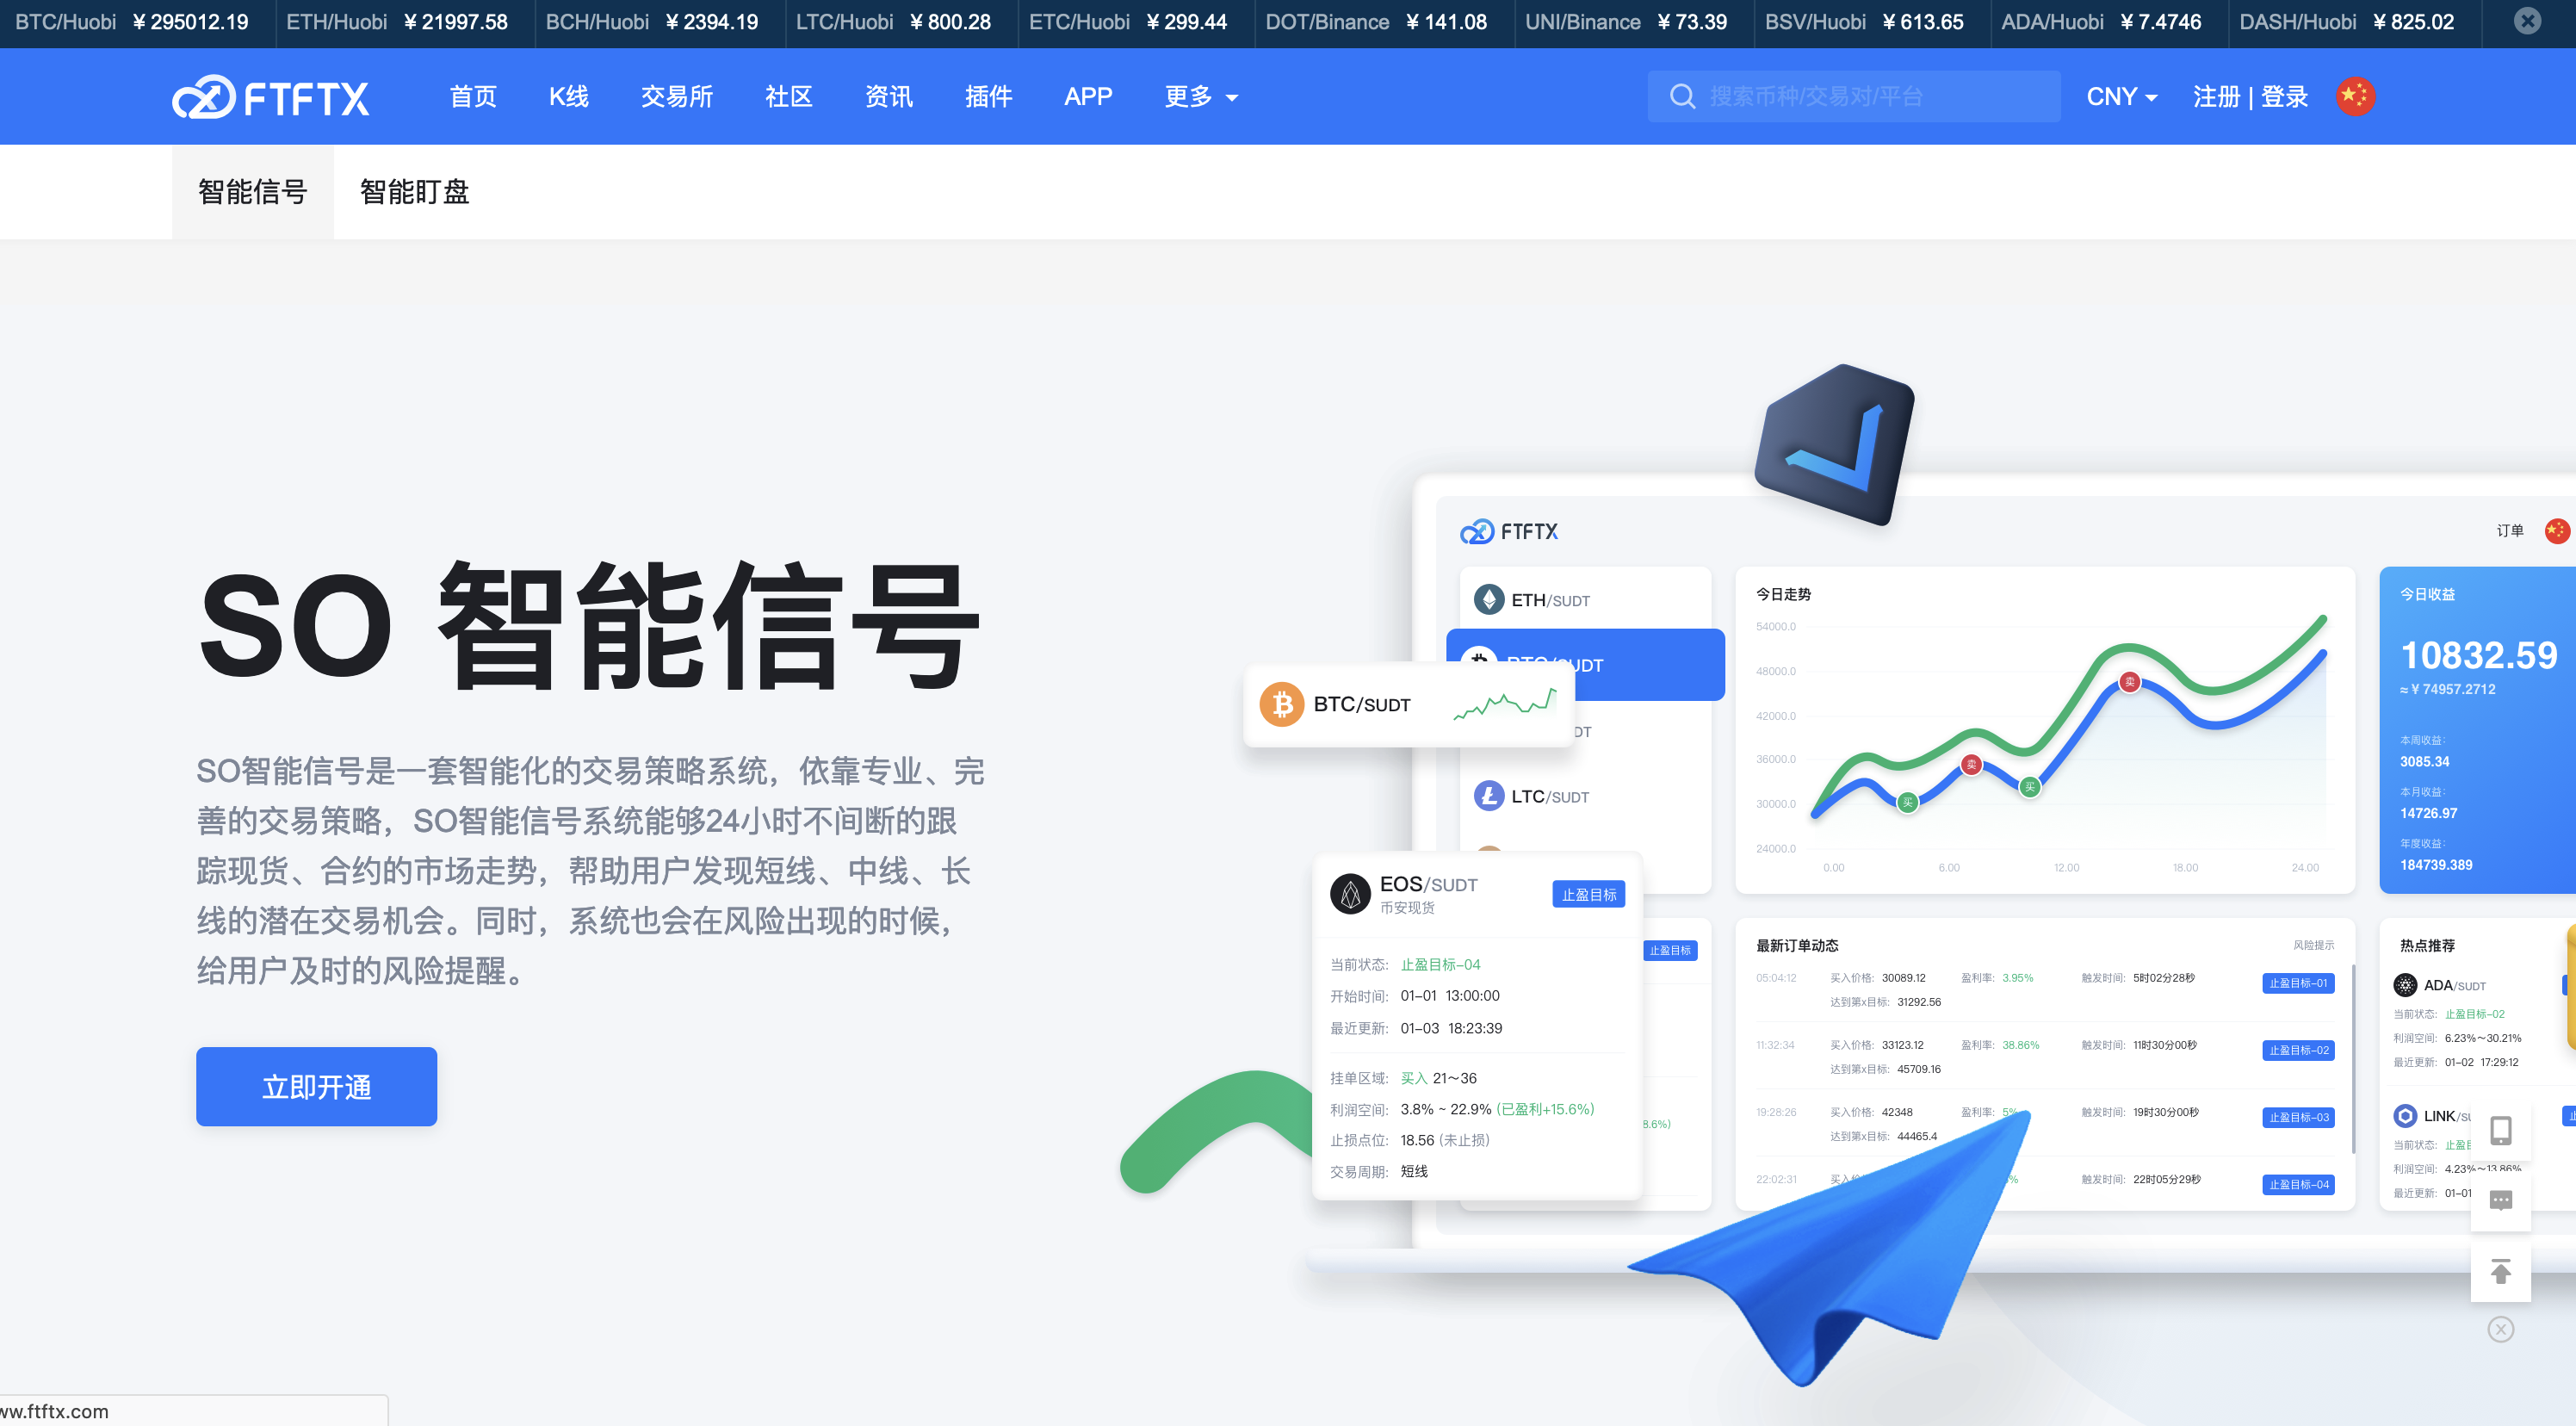 BTC/Huobi ¥ 295012.19 ETH/Huobi ¥ 21997.58 BCH/Huobi ¥ 2394.19 LTC/Huobi ¥ 800.28 ETC/Huobi ¥ 299.44 DOT/Binance ¥ 141.08 UNI/Binance ¥ 73.39 BSV/Huobi ¥ 613.65 ADA/Huobi ¥ 7.4746 DASH/Huobi ¥ 825.02
FTFTX 首页 K线 交易所 社区 资讯 插件 APP 更多 搜索币种/交易对/平台 CNY 注册 | 登录
智能信号 智能盯盘
SO 智能信号
SO智能信号是一套智能化的交易策略系统，依靠专业、完
善的交易策略，SO智能信号系统能够24小时不间断的跟
踪现货、合约的市场走势，帮助用户发现短线、中线、长
线的潜在交易机会。同时，系统也会在风险出现的时候，
给用户及时的风险提醒。
立即开通
FTFTX
订单
ETH/SUDT
BTC/SUDT
BTC/SUDT
DT
LTC/SUDT
EOS/SUDT
币安现货
止盈目标
当前状态: 止盈目标-04
开始时间: 01-01 13:00:00
最近更新: 01-03 18:23:39
挂单区域: 买入 21~36
利润空间: 3.8% ~ 22.9% (已盈利+15.6%)
止损点位: 18.56 (未止损)
交易周期: 短线
止盈目标
8.6%)
今日走势
54000.0
48000.0
42000.0
36000.0
30000.0
24000.0
0.00 6.00 12.00 18.00 24.00
买 卖 买 卖
今日收益
10832.59
≈ ¥ 74957.2712
本周收益:
3085.34
本月收益:
14726.97
年度收益:
184739.389
最新订单动态 风险提示
05:04:12 买入价格: 30089.12 盈利率: 3.95% 触发时间: 5时02分28秒 止盈目标-01
达到第x目标: 31292.56
11:32:34 买入价格: 33123.12 盈利率: 38.86% 触发时间: 11时30分00秒 止盈目标-02
达到第x目标: 45709.16
19:28:26 买入价格: 42348 盈利率: 5% 触发时间: 19时30分00秒 止盈目标-03
达到第x目标: 44465.4
22:02:31 买入价 % 触发时间: 22时05分29秒 止盈目标-04
热点推荐
ADA/SUDT
当前状态: 止盈目标-02
利润空间: 6.23%~30.21%
最近更新: 01-02 17:29:12
LINK/SU
当前状态: 止盈
利润空间: 4.23%~13.86%
最近更新: 01-01
ww.ftftx.com